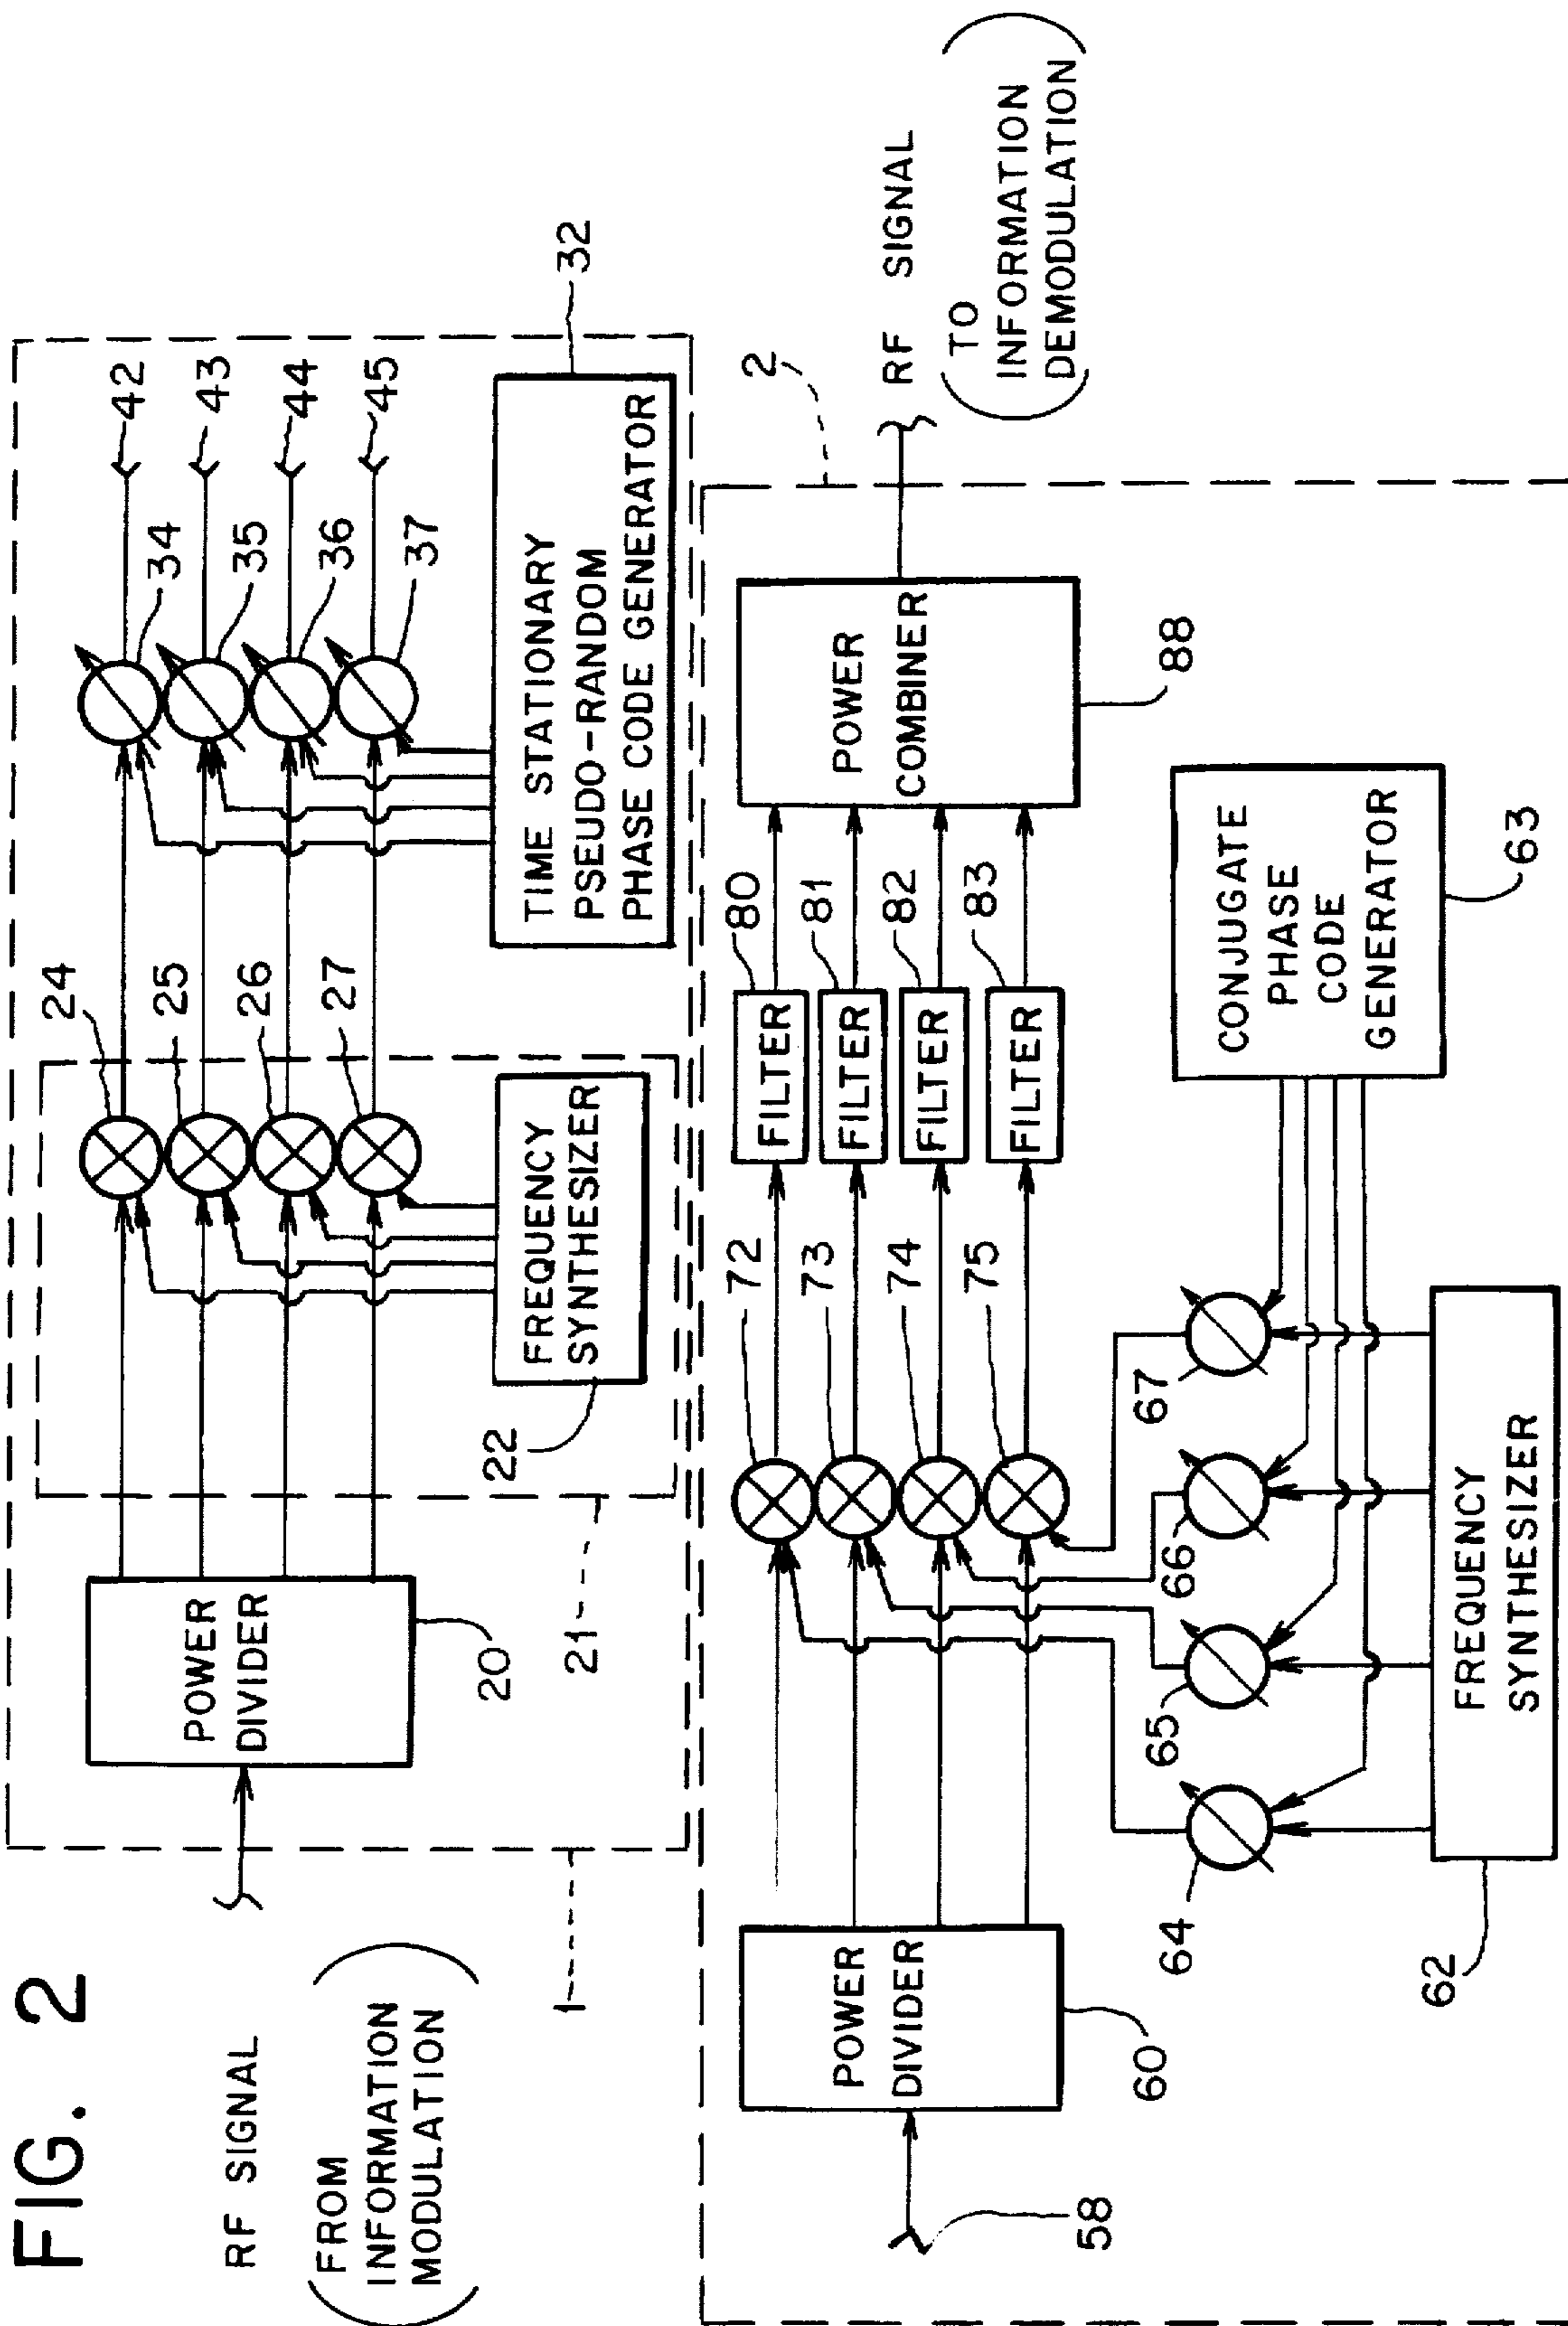 FIG. 2
RF SIGNAL
FROM
INFORMATION
MODULATION
1
POWER
DIVIDER
20
21
22
FREQUENCY
SYNTHESIZER
24
25
26
27
TIME STATIONARY
PSEUDO-RANDOM
PHASE CODE GENERATOR
32
34
35
36
37
42
43
44
45
58
POWER
DIVIDER
60
72
73
74
75
FILTER
80
FILTER
81
FILTER
82
FILTER
83
POWER
COMBINER
88
2
RF SIGNAL
TO
INFORMATION
DEMODULATION
64
65
66
67
CONJUGATE
PHASE
CODE
GENERATOR
63
FREQUENCY
SYNTHESIZER
62